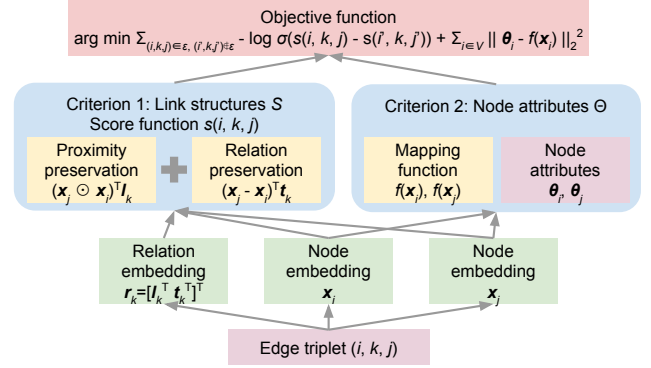 Objective function
arg min Σ(i,k,j)∈ε, (i',k,j')∉ε - log σ(s(i, k, j) - s(i', k, j')) + Σi∈V || θi - f(xi) ||₂²
Criterion 1: Link structures S
Score function s(i, k, j)
Proximity
preservation
(xj ⊙ xi)ᵀlk
+
Relation
preservation
(xj - xi)ᵀtk
Criterion 2: Node attributes Θ
Mapping
function
f(xi), f(xj)
Node
attributes
θi, θj
Relation
embedding
rk=[lkᵀ tkᵀ]ᵀ
Node
embedding
xi
Node
embedding
xj
Edge triplet (i, k, j)